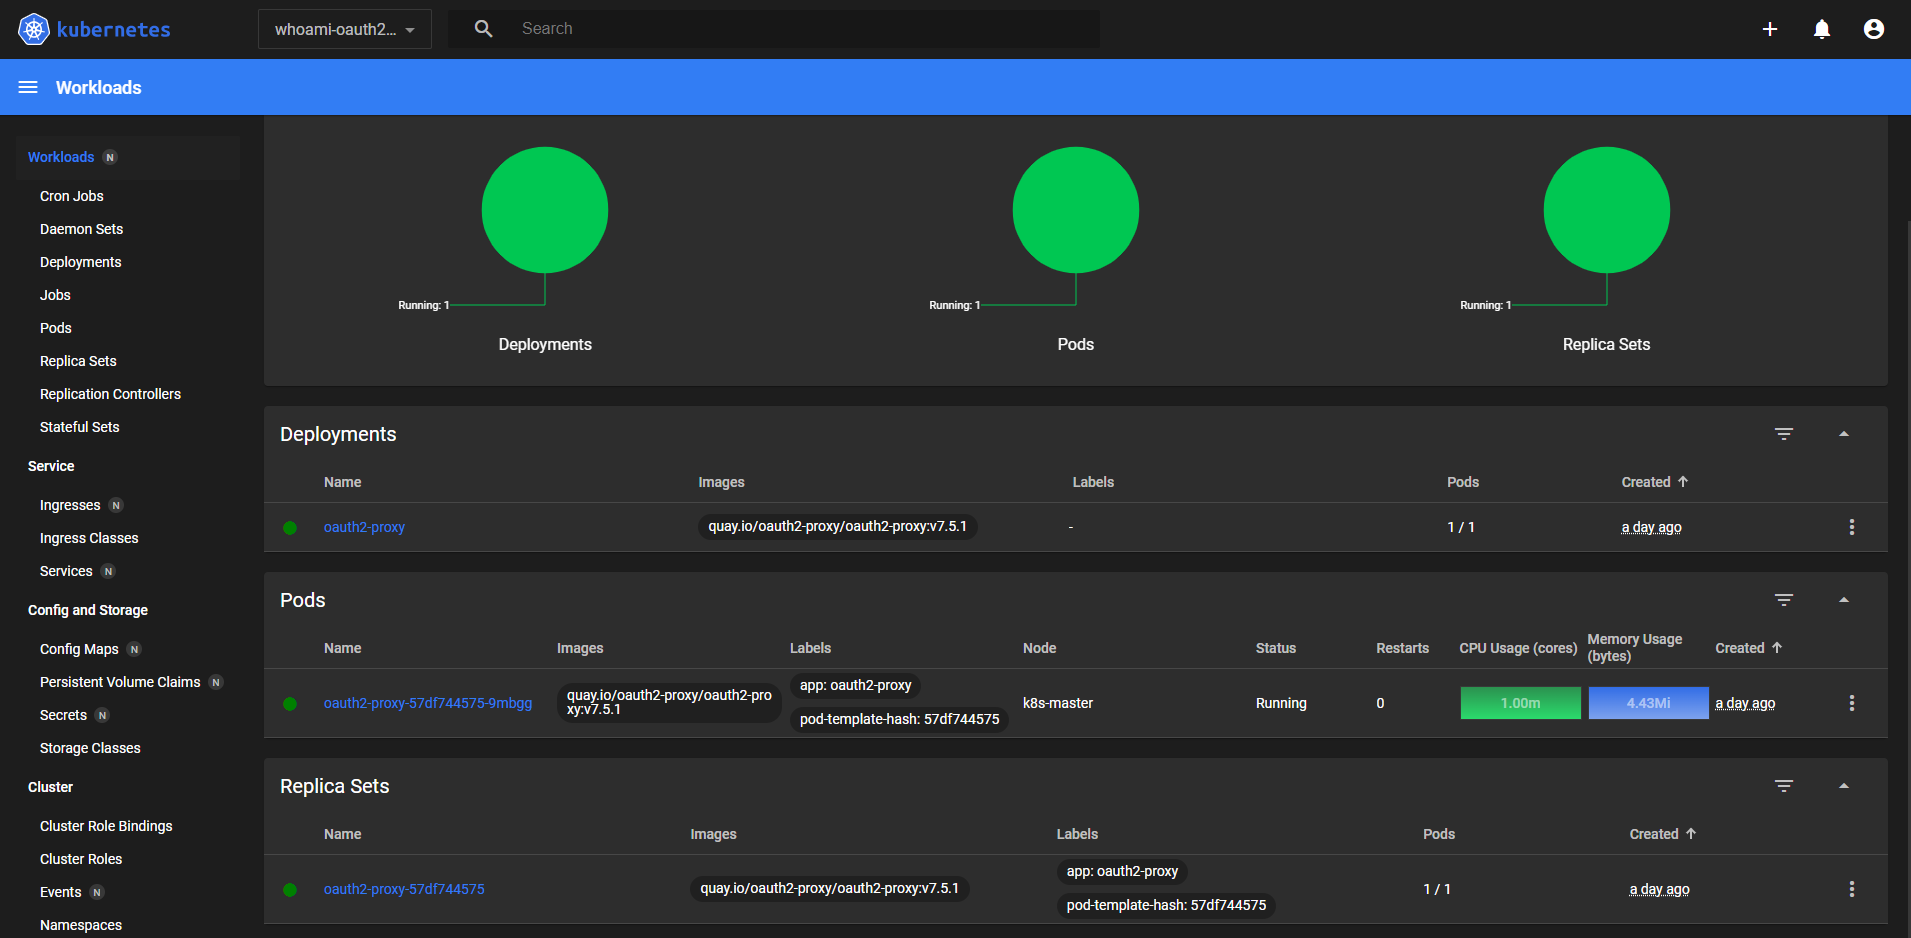 kubernetes
whoami-oauth2...
Search
Workloads
Workloads N
Cron Jobs
Daemon Sets
Deployments
Jobs
Pods
Replica Sets
Replication Controllers
Stateful Sets
Service
Ingresses N
Ingress Classes
Services N
Config and Storage
Config Maps N
Persistent Volume Claims N
Secrets N
Storage Classes
Cluster
Cluster Role Bindings
Cluster Roles
Events N
Namespaces
Running: 1
Deployments
Running: 1
Pods
Running: 1
Replica Sets
Deployments
Name Images Labels Pods Created
oauth2-proxy quay.io/oauth2-proxy/oauth2-proxy:v7.5.1 - 1 / 1 a day ago
Pods
Name Images Labels Node Status Restarts CPU Usage (cores) Memory Usage
(bytes) Created
oauth2-proxy-57df744575-9mbgg
quay.io/oauth2-proxy/oauth2-pro
xy:v7.5.1
app: oauth2-proxy
pod-template-hash: 57df744575
k8s-master Running 0 1.00m 4.43Mi a day ago
Replica Sets
Name Images Labels Pods Created
oauth2-proxy-57df744575 quay.io/oauth2-proxy/oauth2-proxy:v7.5.1
app: oauth2-proxy
pod-template-hash: 57df744575
1 / 1 a day ago